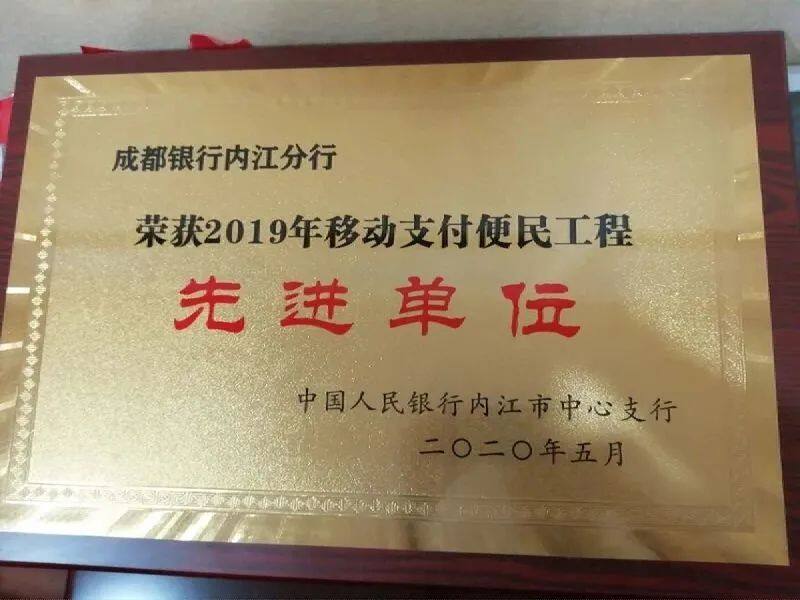 成都银行内江分行
荣获2019年移动支付便民工程
先进单位
中国人民银行内江市中心支行
二〇二〇年五月